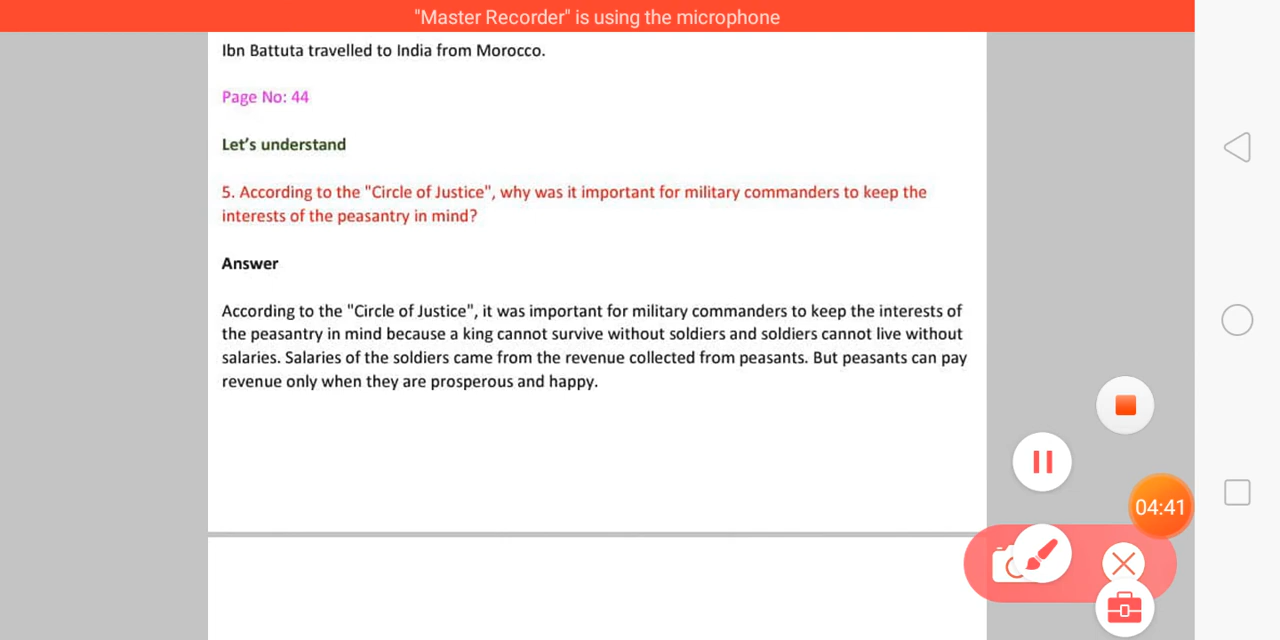 "Master Recorder" is using the microphone
Ibn Battuta travelled to India from Morocco.
Page No: 44
Let’s understand
5. According to the "Circle of Justice", why was it important for military commanders to keep the
interests of the peasantry in mind?
Answer
According to the "Circle of Justice", it was important for military commanders to keep the interests of
the peasantry in mind because a king cannot survive without soldiers and soldiers cannot live without
salaries. Salaries of the soldiers came from the revenue collected from peasants. But peasants can pay
revenue only when they are prosperous and happy.
04:41